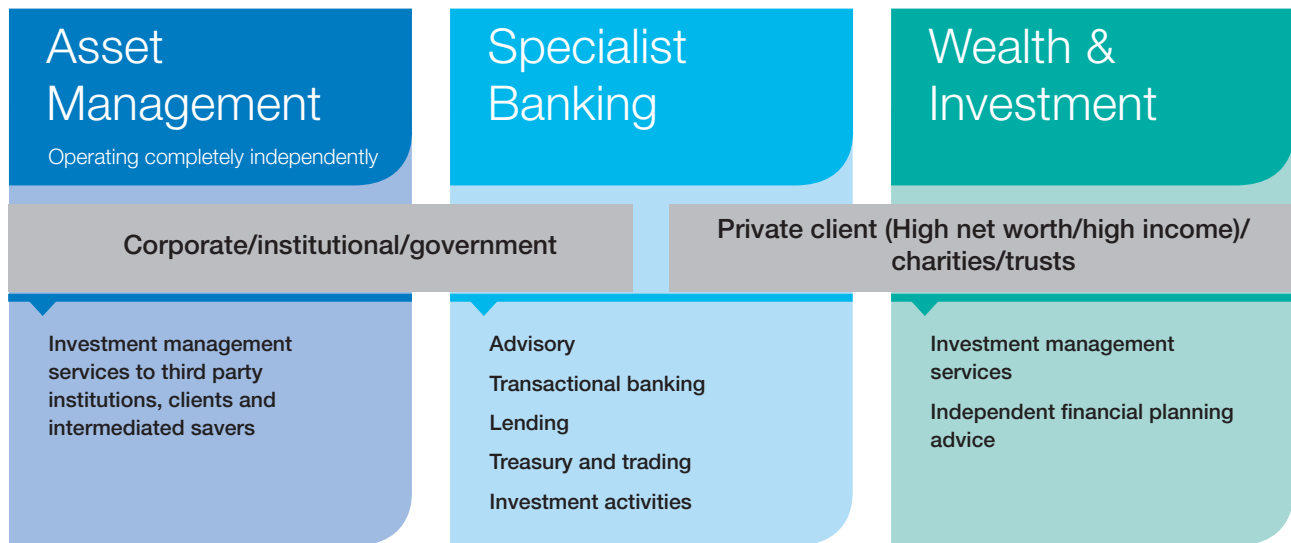 Asset
Management
Operating completely independently
Specialist
Banking
Wealth &
Investment
Corporate/institutional/government
Private client (High net worth/high income)/
charities/trusts
Investment management
services to third party
institutions, clients and
intermediated savers
Advisory
Transactional banking
Lending
Treasury and trading
Investment activities
Investment management
services
Independent financial planning
advice